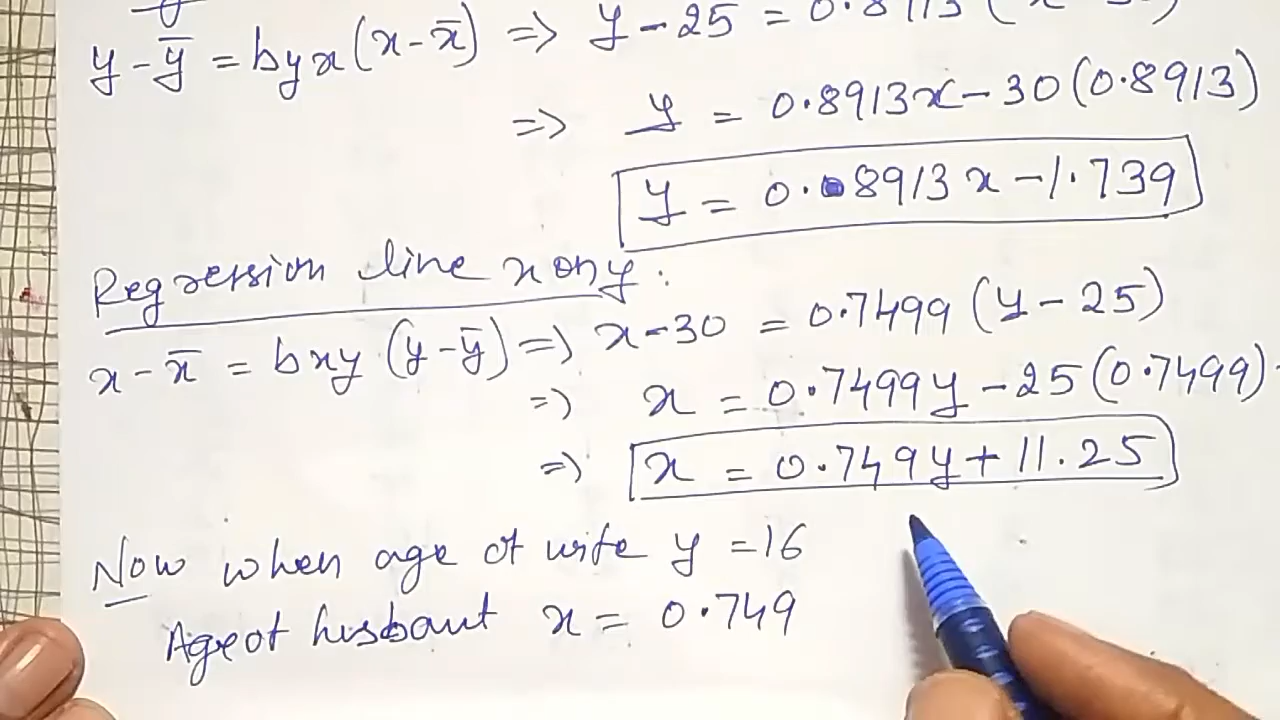 y - ȳ = byx (x - x̄) => y - 25 = 0.8913 (x - 30)
=> y = 0.8913x - 30 (0.8913)
y = 0.08913 x - 1.739
Regression line x on y :
x - x̄ = bxy (y - ȳ) => x - 30 = 0.7499 (y - 25)
=> x = 0.7499y - 25 (0.7499)
=> x = 0.749y + 11.25
Now when age of wife y = 16
Age of husbant x = 0.749